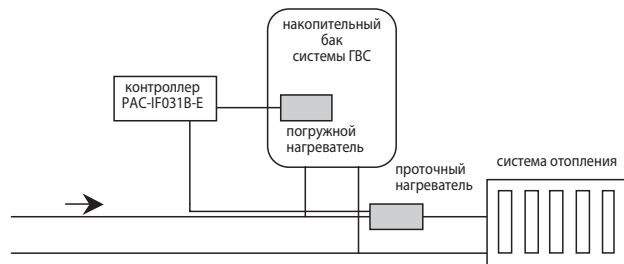 накопительный
бак
системы ГВС
контроллер
PAC-IF031B-E
погружной
нагреватель
проточный
нагреватель
система отопления